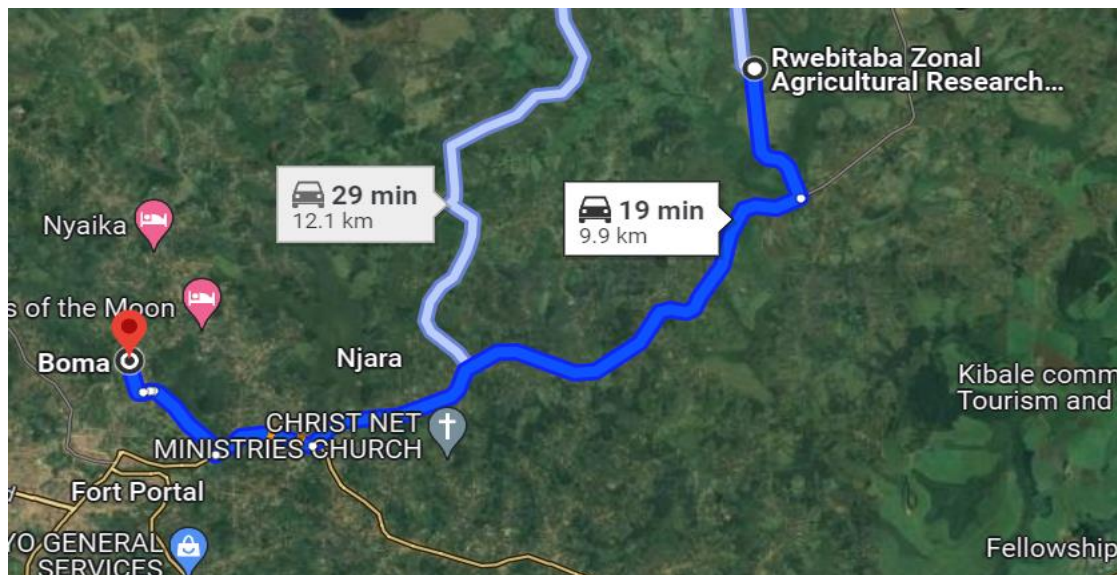 Rwebitaba Zonal
Agricultural Research...
29 min
12.1 km
19 min
9.9 km
Nyaika
s of the Moon
Boma
Njara
Kibale comm
Tourism and
CHRIST NET
MINISTRIES CHURCH
Fort Portal
YO GENERAL
SERVICES
Fellowship